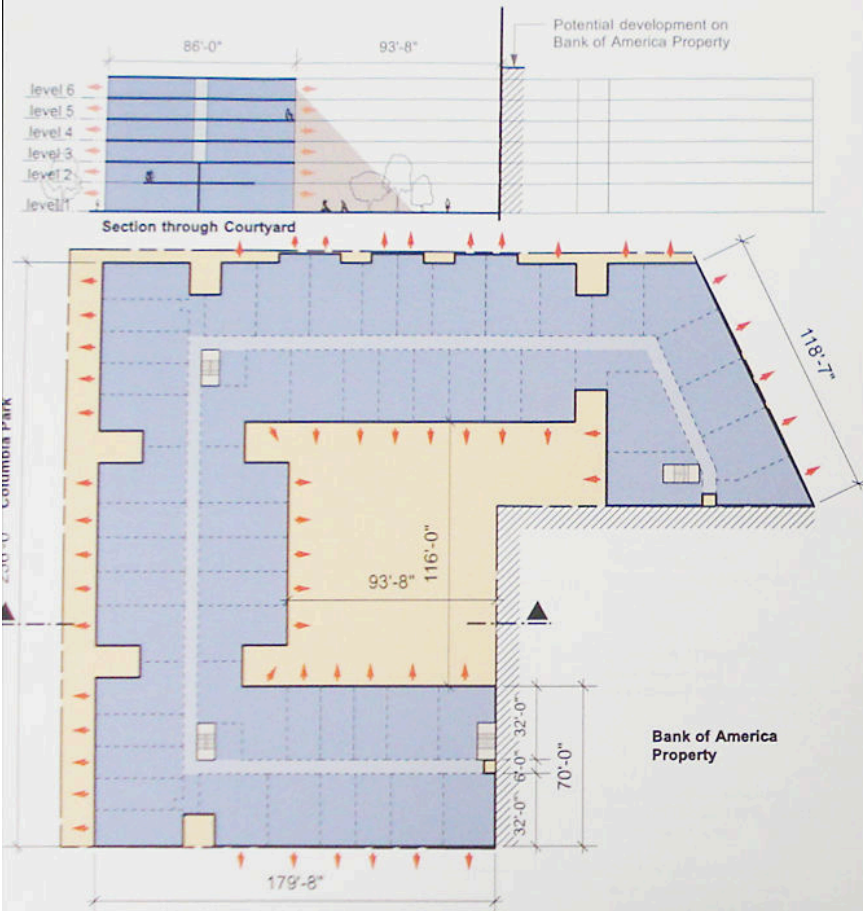 Potential development on
Bank of America Property
86'-0"
93'-8"
level 6
level 5
level 4
level 3
level 2
level 1
Section through Courtyard
118'-7"
Columbia Park
116'-0"
93'-8"
32'-0"
6'-0"
32'-0"
70'-0"
Bank of America
Property
179'-8"